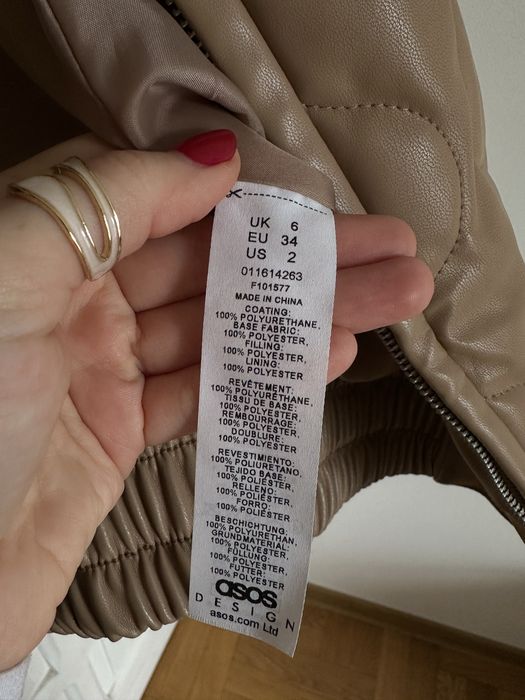 UK 6
EU 34
US 2
011614263
F101577
MADE IN CHINA
COATING:
100% POLYURETHANE,
BASE FABRIC:
100% POLYESTER,
FILLING:
100% POLYESTER,
LINING:
100% POLYESTER
REVÊTEMENT:
100% POLYURÉTHANE,
TISSU DE BASE:
100% POLYESTER,
REMBOURRAGE:
100% POLYESTER,
DOUBLURE:
100% POLYESTER
REVESTIMIENTO:
100% POLIURETANO,
TEJIDO BASE:
100% POLIÉSTER,
RELLENO:
100% POLIÉSTER,
FORRO:
100% POLIÉSTER
BESCHICHTUNG:
100% POLYURETHAN,
GRUNDMATERIAL:
100% POLYESTER,
FÜLLUNG:
100% POLYESTER,
FUTTER:
100% POLYESTER
asos
DESIGN
asos.com Ltd